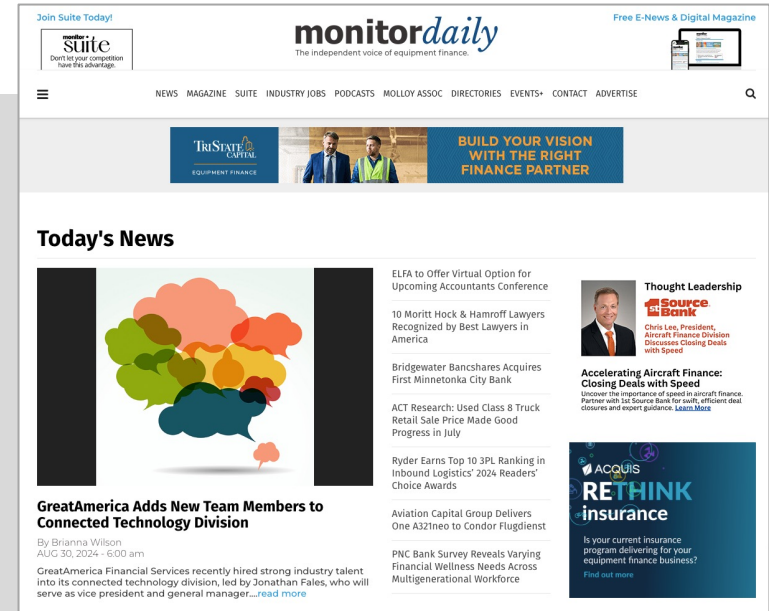 Join Suite Today!
monitor suite
Don't let your competition
have this advantage.
monitordaily
The independent voice of equipment finance.
Free E-News & Digital Magazine
NEWS MAGAZINE SUITE INDUSTRY JOBS PODCASTS MOLLOY ASSOC DIRECTORIES EVENTS+ CONTACT ADVERTISE
TRISTATE
CAPITAL
EQUIPMENT FINANCE
BUILD YOUR VISION
WITH THE RIGHT
FINANCE PARTNER
Today's News
GreatAmerica Adds New Team Members to
Connected Technology Division
By Brianna Wilson
AUG 30, 2024 - 6:00 am
GreatAmerica Financial Services recently hired strong industry talent
into its connected technology division, led by Jonathan Fales, who will
serve as vice president and general manager....read more
ELFA to Offer Virtual Option for
Upcoming Accountants Conference
10 Moritt Hock & Hamroff Lawyers
Recognized by Best Lawyers in
America
Bridgewater Bancshares Acquires
First Minnetonka City Bank
ACT Research: Used Class 8 Truck
Retail Sale Price Made Good
Progress in July
Ryder Earns Top 10 3PL Ranking in
Inbound Logistics' 2024 Readers'
Choice Awards
Aviation Capital Group Delivers
One A321neo to Condor Flugdienst
PNC Bank Survey Reveals Varying
Financial Wellness Needs Across
Multigenerational Workforce
Thought Leadership
1st Source
Bank
Chris Lee, President,
Aircraft Finance Division
Discusses Closing Deals
with Speed
Accelerating Aircraft Finance:
Closing Deals with Speed
Uncover the importance of speed in aircraft finance.
Partner with 1st Source Bank for swift, efficient deal
closures and expert guidance. Learn More
ACQUIS
RETHINK
insurance
Is your current insurance
program delivering for your
equipment finance business?
Find out more